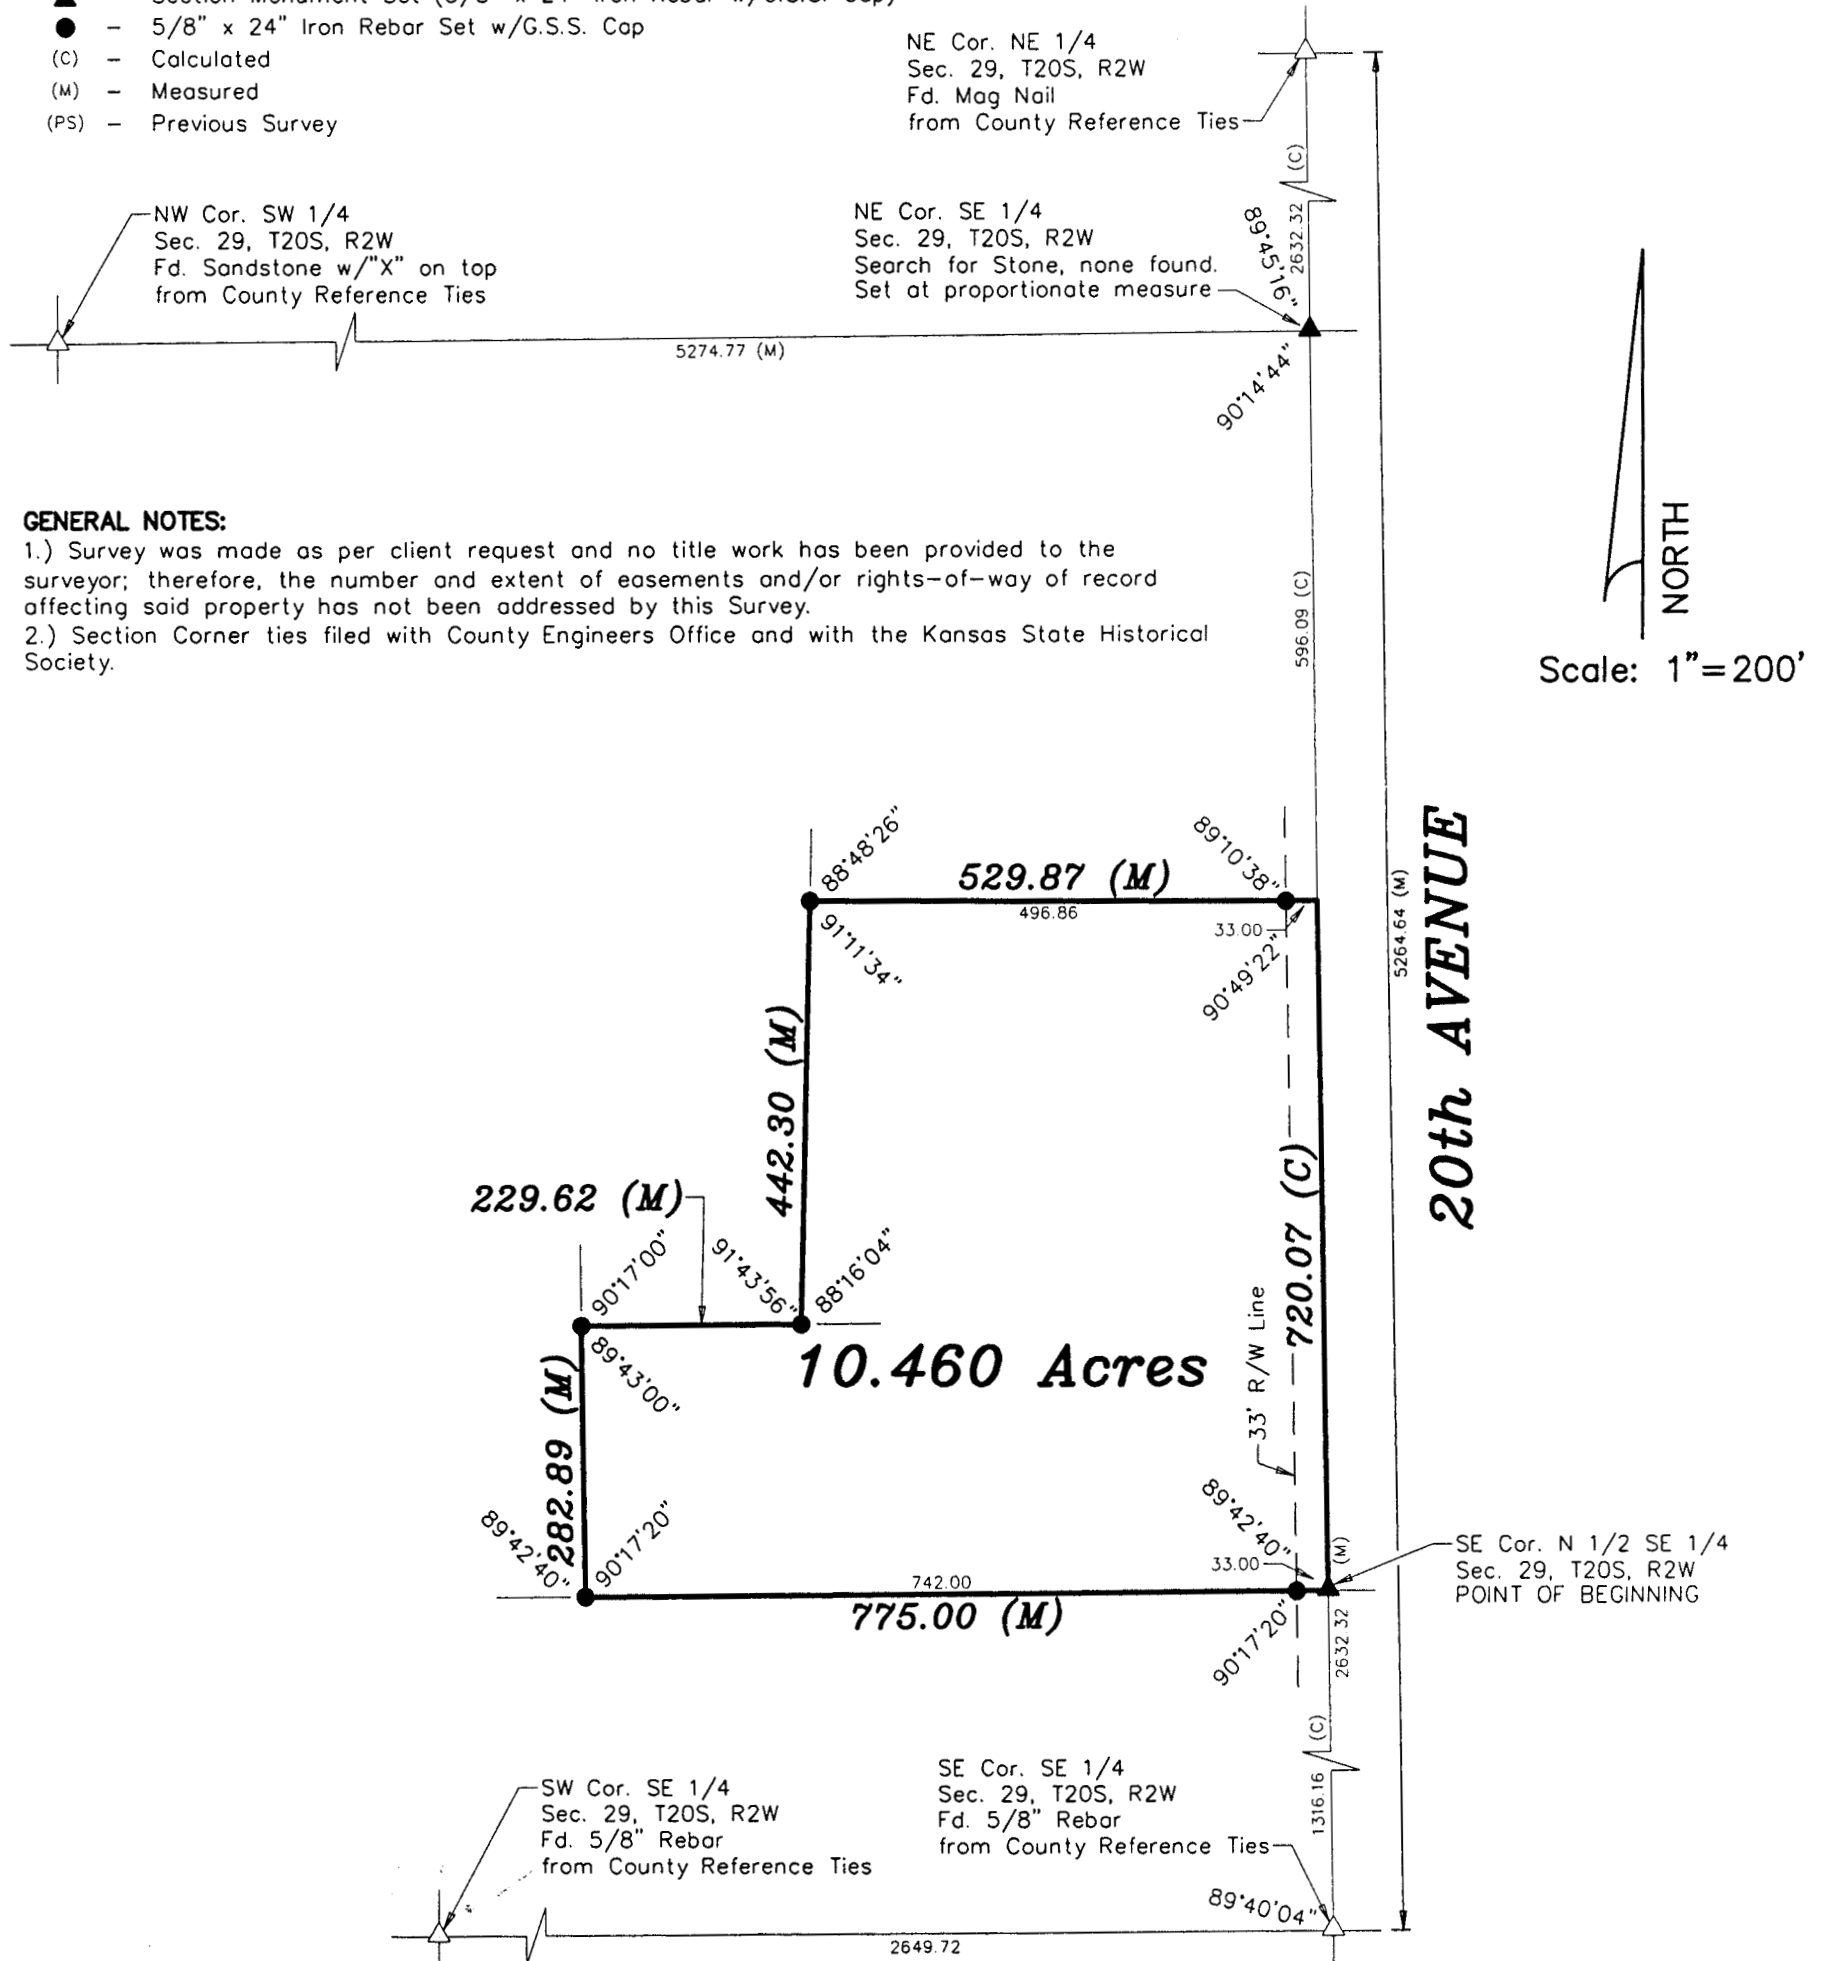 5/8" x 24" Iron Rebar Set w/G.S.S. Cap
(C) – Calculated
(M) – Measured
(PS) – Previous Survey
NE Cor. NE 1/4
Sec. 29, T20S, R2W
Fd. Mag Nail
from County Reference Ties
2632.32 (C)
NW Cor. SW 1/4
Sec. 29, T20S, R2W
Fd. Sandstone w/"X" on top
from County Reference Ties
NE Cor. SE 1/4
Sec. 29, T20S, R2W
Search for Stone, none found.
Set at proportionate measure
89°45'16"
5274.77 (M)
90°14'44"
NORTH
Scale: 1"=200'
GENERAL NOTES:
1.) Survey was made as per client request and no title work has been provided to the
surveyor; therefore, the number and extent of easements and/or rights-of-way of record
affecting said property has not been addressed by this Survey.
2.) Section Corner ties filed with County Engineers Office and with the Kansas State Historical
Society.
596.09 (C)
88°48'26"
529.87 (M)
496.86
89°10'38"
33.00
91°11'34"
90°49'22"
5264.64 (M)
20th AVENUE
442.30 (M)
229.62 (M)
90°17'00"
91°43'56"
88°16'04"
720.07 (C)
33' R/W Line
10.460 Acres
89°43'00"
282.89 (M)
89°42'40"
90°17'20"
89°42'40"
33.00
742.00
775.00 (M)
90°17'20"
2632.32 (M)
SE Cor. N 1/2 SE 1/4
Sec. 29, T20S, R2W
POINT OF BEGINNING
1316.16 (C)
SW Cor. SE 1/4
Sec. 29, T20S, R2W
Fd. 5/8" Rebar
from County Reference Ties
SE Cor. SE 1/4
Sec. 29, T20S, R2W
Fd. 5/8" Rebar
from County Reference Ties
89°40'04"
2649.72